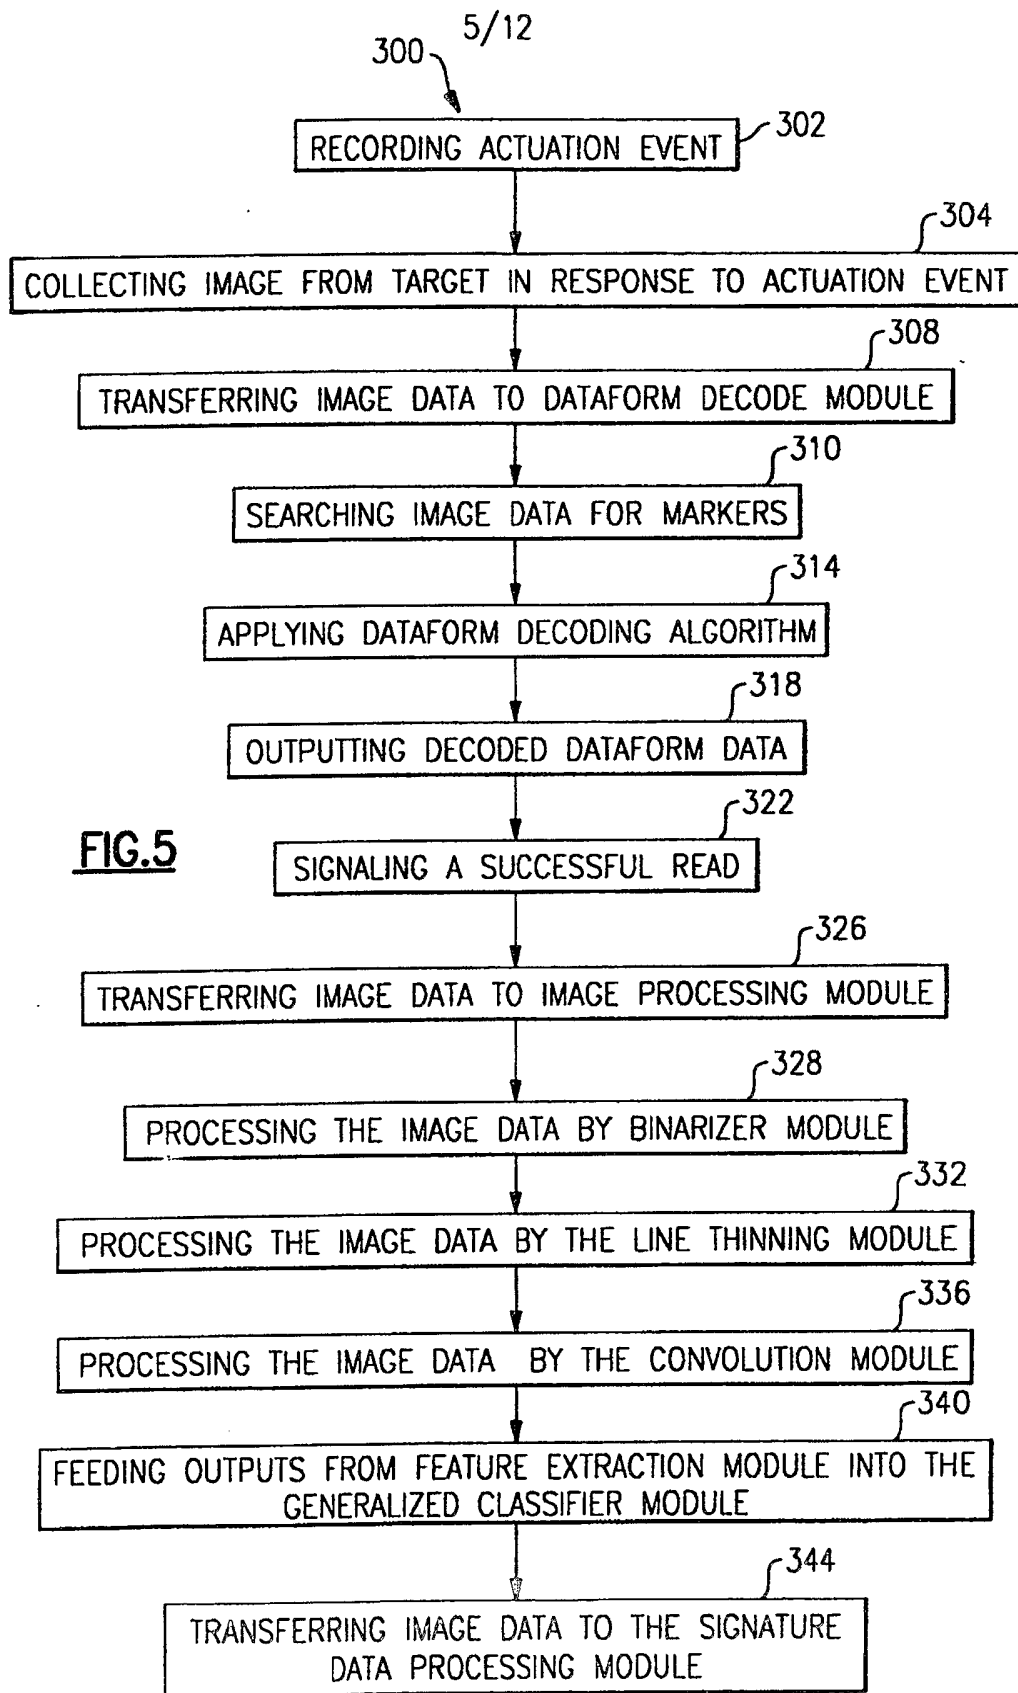 5/12
300
302
RECORDING ACTUATION EVENT
304
COLLECTING IMAGE FROM TARGET IN RESPONSE TO ACTUATION EVENT
308
TRANSFERRING IMAGE DATA TO DATAFORM DECODE MODULE
310
SEARCHING IMAGE DATA FOR MARKERS
314
APPLYING DATAFORM DECODING ALGORITHM
318
OUTPUTTING DECODED DATAFORM DATA
322
FIG.5
SIGNALING A SUCCESSFUL READ
326
TRANSFERRING IMAGE DATA TO IMAGE PROCESSING MODULE
328
PROCESSING THE IMAGE DATA BY BINARIZER MODULE
332
PROCESSING THE IMAGE DATA BY THE LINE THINNING MODULE
336
PROCESSING THE IMAGE DATA BY THE CONVOLUTION MODULE
340
FEEDING OUTPUTS FROM FEATURE EXTRACTION MODULE INTO THE
GENERALIZED CLASSIFIER MODULE
344
TRANSFERRING IMAGE DATA TO THE SIGNATURE
DATA PROCESSING MODULE